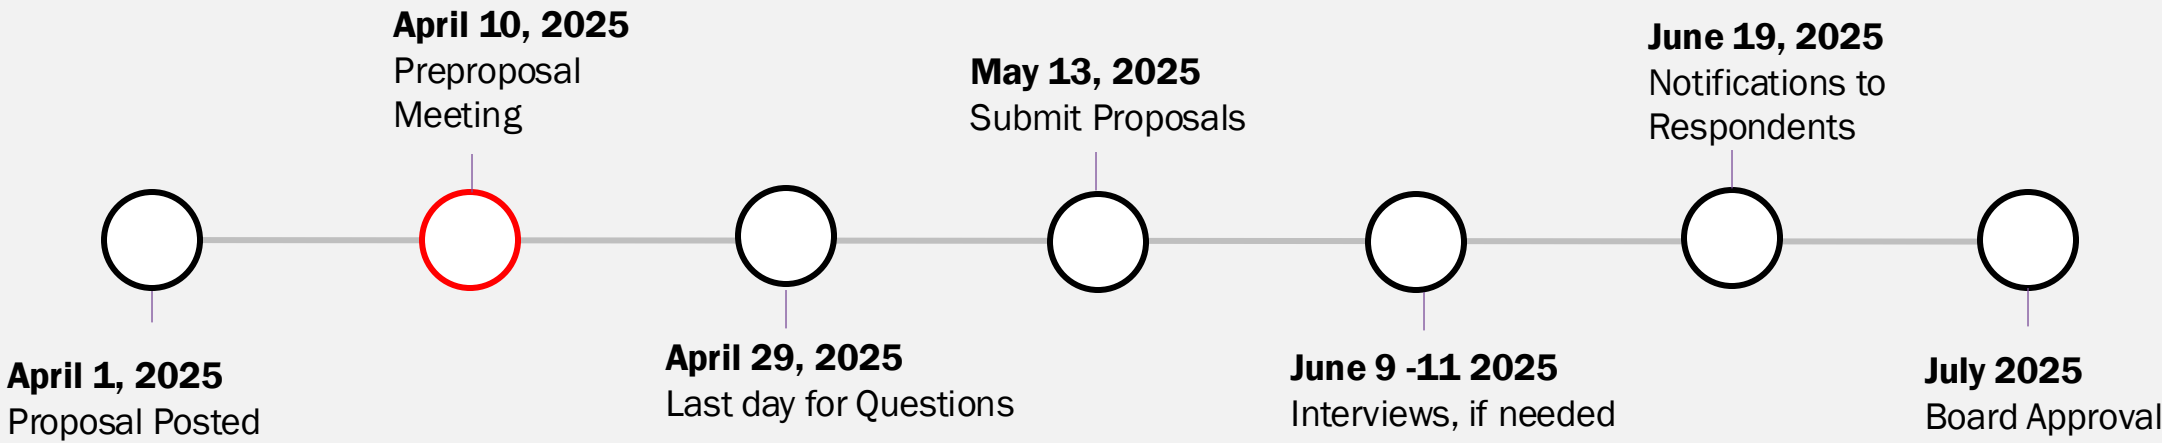 April 1, 2025
Proposal Posted
April 10, 2025
Preproposal
Meeting
April 29, 2025
Last day for Questions
May 13, 2025
Submit Proposals
June 9 -11 2025
Interviews, if needed
June 19, 2025
Notifications to
Respondents
July 2025
Board Approval